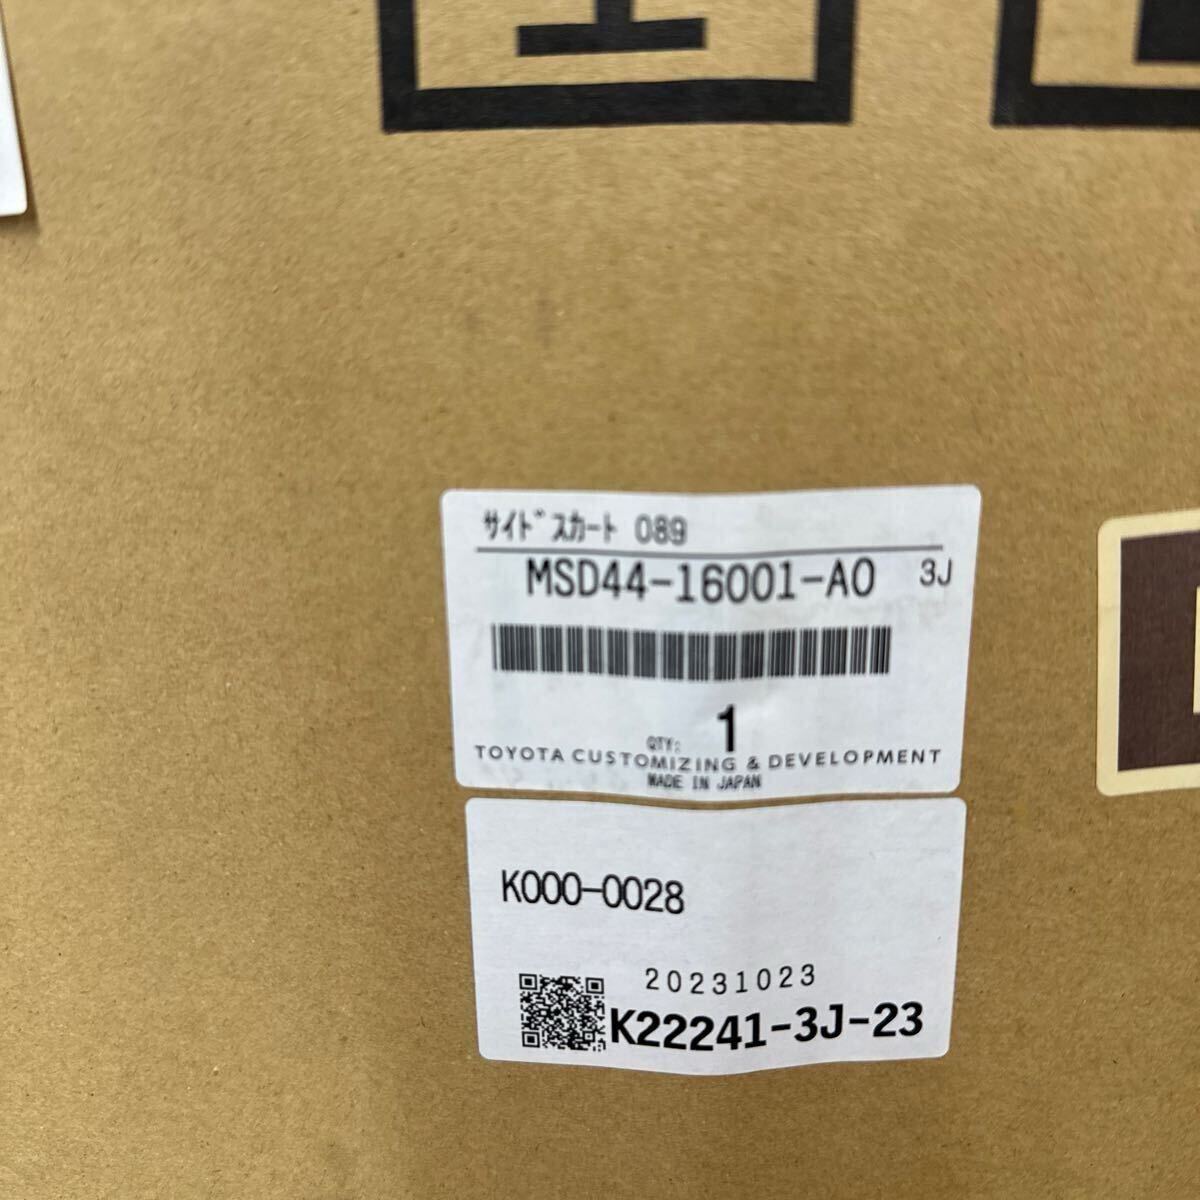 ｻｲﾄﾞｽｶｰﾄ 089
MSD44-16001-A0 3J
QTY: 1
TOYOTA CUSTOMIZING & DEVELOPMENT
MADE IN JAPAN
K000-0028
20231023
K22241-3J-23